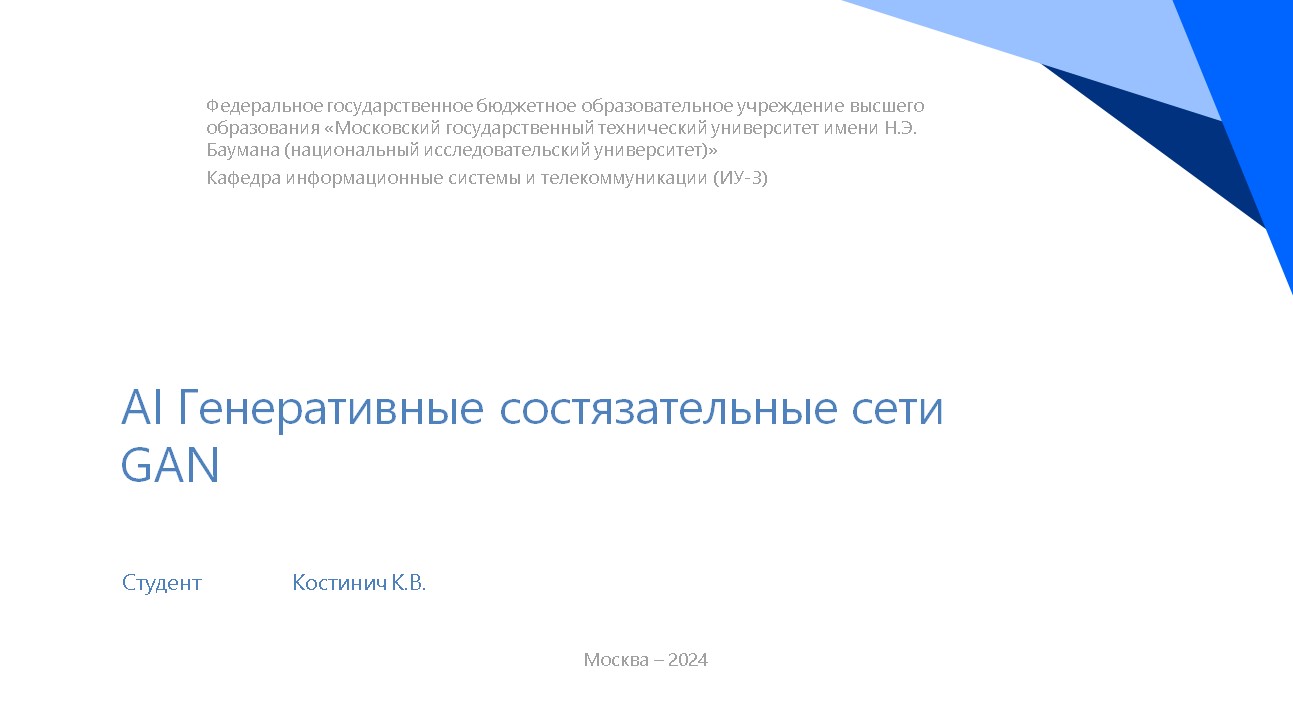 Федеральное государственное бюджетное образовательное учреждение высшего
образования «Московский государственный технический университет имени Н.Э.
Баумана (национальный исследовательский университет)»
Кафедра информационные системы и телекоммуникации (ИУ-3)
AI Генеративные состязательные сети
GAN
Студент Костинич К.В.
Москва – 2024